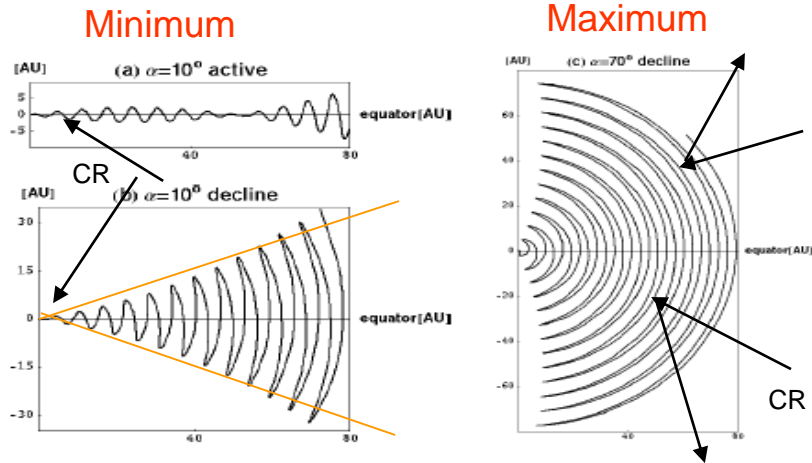 Minimum
[AU]
(a) α=10° active
5
0
-5
equator[AU]
40
80
CR
[AU]
(b) α=10° decline
30
15
0
-15
-30
equator[AU]
40
80
Maximum
[AU]
(c) α=70° decline
60
40
20
0
-20
-40
-60
equator[AU]
CR
40
80